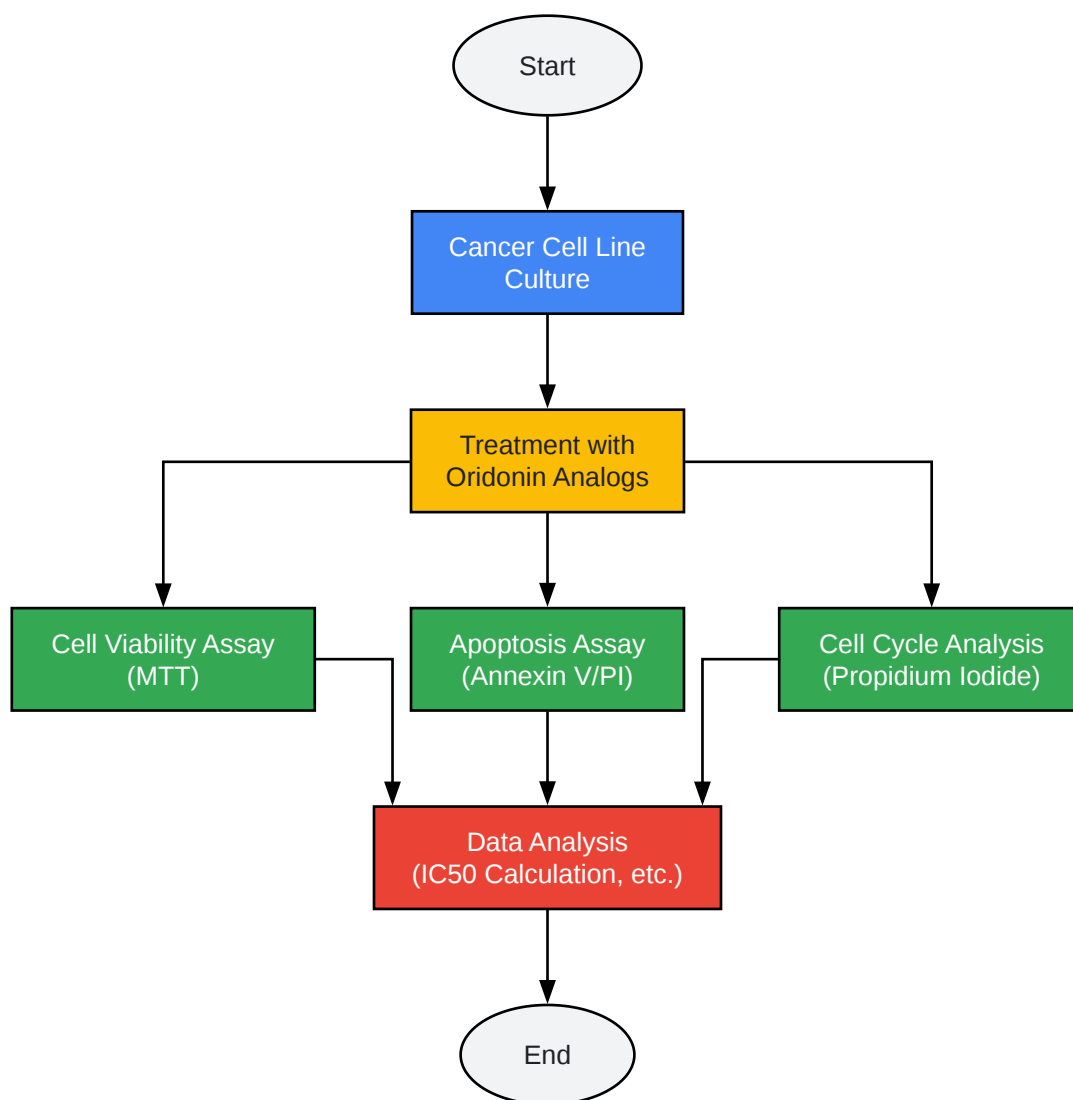 Start
Cancer Cell Line
Culture
Treatment with
Oridonin Analogs
Cell Viability Assay
(MTT)
Apoptosis Assay
(Annexin V/PI)
Cell Cycle Analysis
(Propidium Iodide)
Data Analysis
(IC50 Calculation, etc.)
End